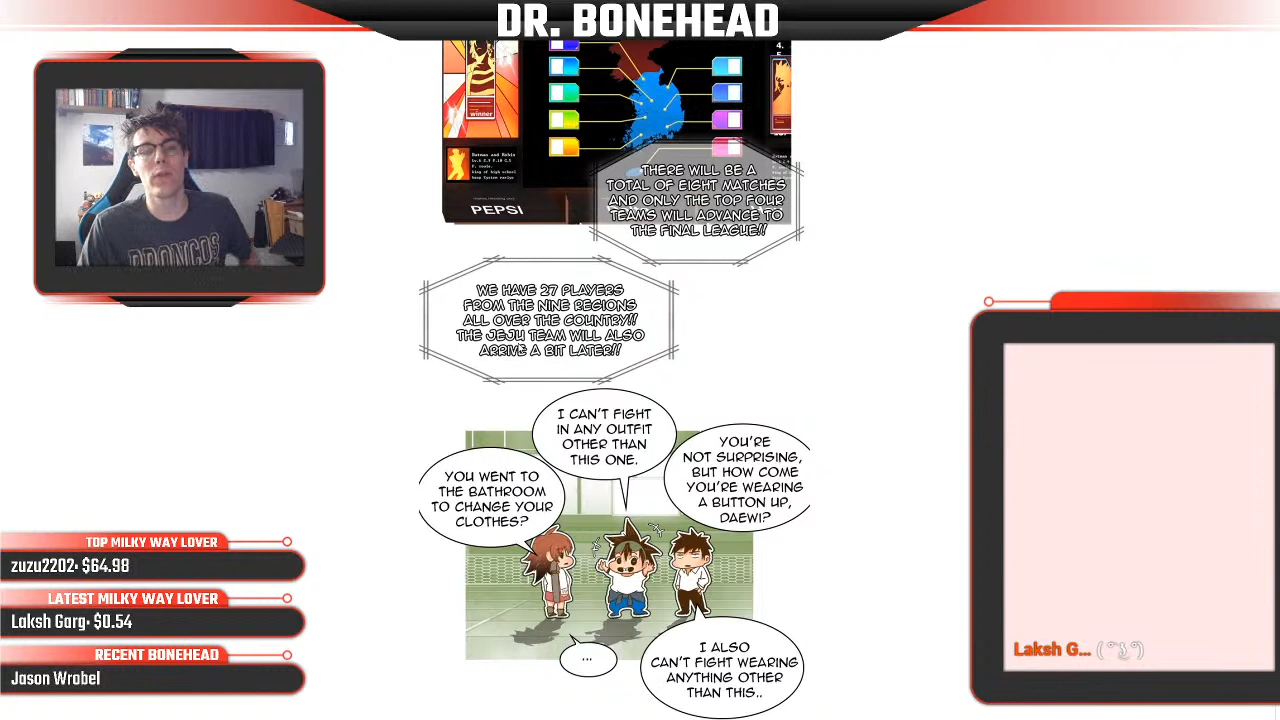 DR. BONEHEAD
4.
winner
PEPSI
THERE WILL BE A
TOTAL OF EIGHT MATCHES
AND ONLY THE TOP FOUR
TEAMS WILL ADVANCE TO
THE FINAL LEAGUE!!
WE HAVE 27 PLAYERS
FROM THE NINE REGIONS
ALL OVER THE COUNTRY!!
THE JEJU TEAM WILL ALSO
ARRIVE A BIT LATER!!
I CAN'T FIGHT
IN ANY OUTFIT
OTHER THAN
THIS ONE.
YOU WENT TO
THE BATHROOM
TO CHANGE YOUR
CLOTHES?
YOU'RE
NOT SURPRISING,
BUT HOW COME
YOU'RE WEARING
A BUTTON UP,
DAEWI?
...
I ALSO
CAN'T FIGHT WEARING
ANYTHING OTHER
THAN THIS..
BRONCOS
TOP MILKY WAY LOVER
zuzu2202• $64.98
LATEST MILKY WAY LOVER
Laksh Garg• $0.54
RECENT BONEHEAD
Jason Wrobel
Laksh G... ( ͡° ͜ʖ ͡°)